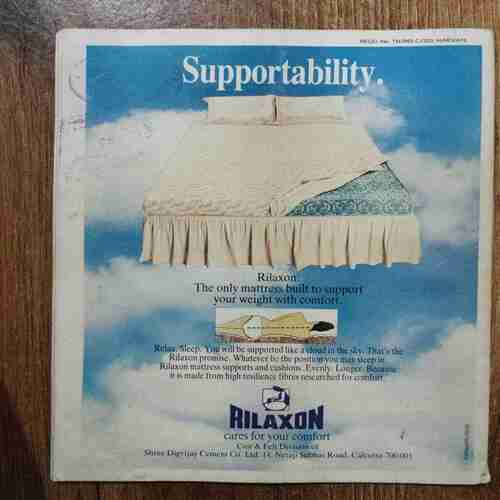 Supportability.
Rilaxon.
The only mattress built to support
your weight with comfort.
Relax. Sleep. You will be supported like a cloud in the sky. That's the
Rilaxon promise. Whatever be the position you may sleep in.
Rilaxon mattress supports and cushions. Evenly. Longer. Because
it is made from high resilience fibres researched for comfort.
RILAXON
cares for your comfort
Coir & Felt Division of
Shree Digvijay Cement Co. Ltd. 14, Netaji Subhas Road, Calcutta 700 001